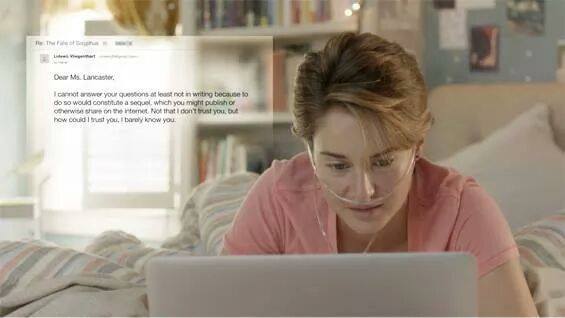 Re: The Fate of Sisyphus
Lidewij Vliegenthart
Dear Ms. Lancaster,
I cannot answer your questions at least not in writing because to
do so would constitute a sequel, which you might publish or
otherwise share on the internet. Not that I don't trust you, but
how could I trust you, I barely know you.